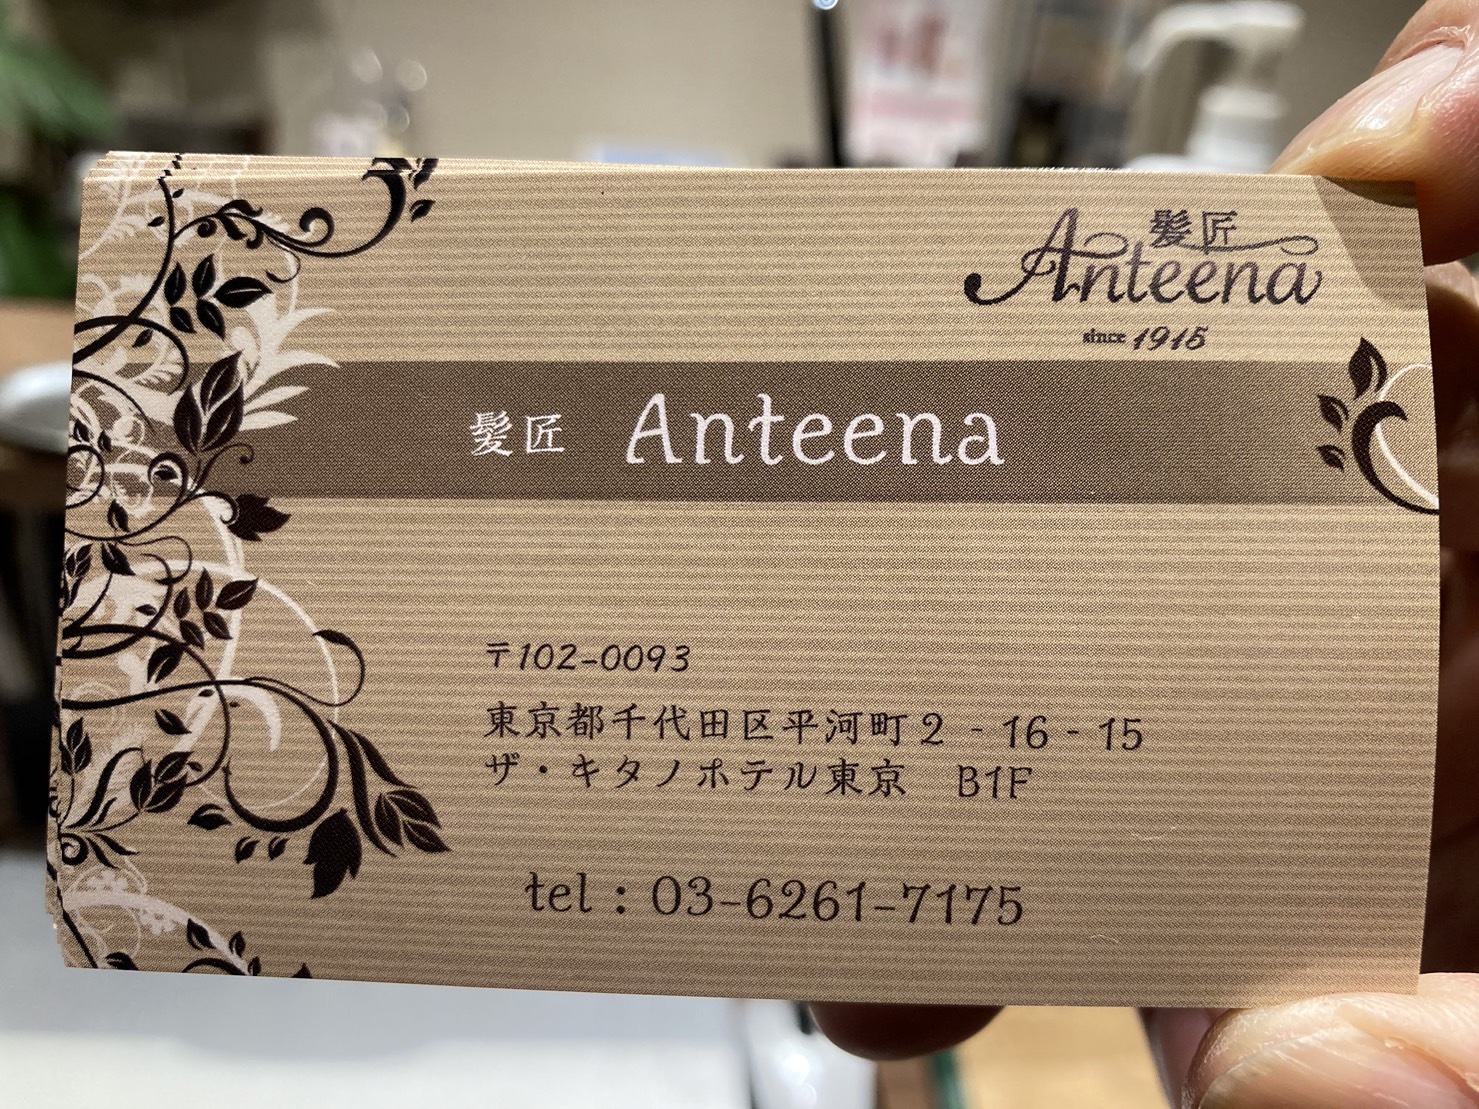 髪匠
Anteena
since 1915
髪匠 Anteena
〒102-0093
東京都千代田区平河町2 - 16 - 15
ザ・キタノホテル東京 B1F
tel : 03-6261-7175